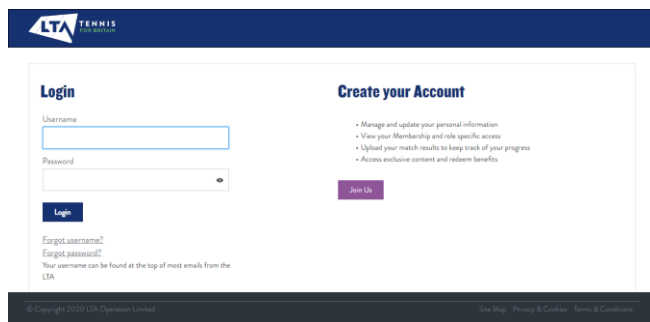 LTA TENNIS
FOR BRITAIN
Login
Username
Password
Login
Forgot username?
Forgot password?
Your username can be found at the top of most emails from the
LTA
Create your Account
• Manage and update your personal information
• View your Membership and role specific access
• Upload your match results to keep track of your progress
• Access exclusive content and redeem benefits
Join Us
© Copyright 2020 LTA Operation Limited
Site Map Privacy & Cookies Terms & Conditions